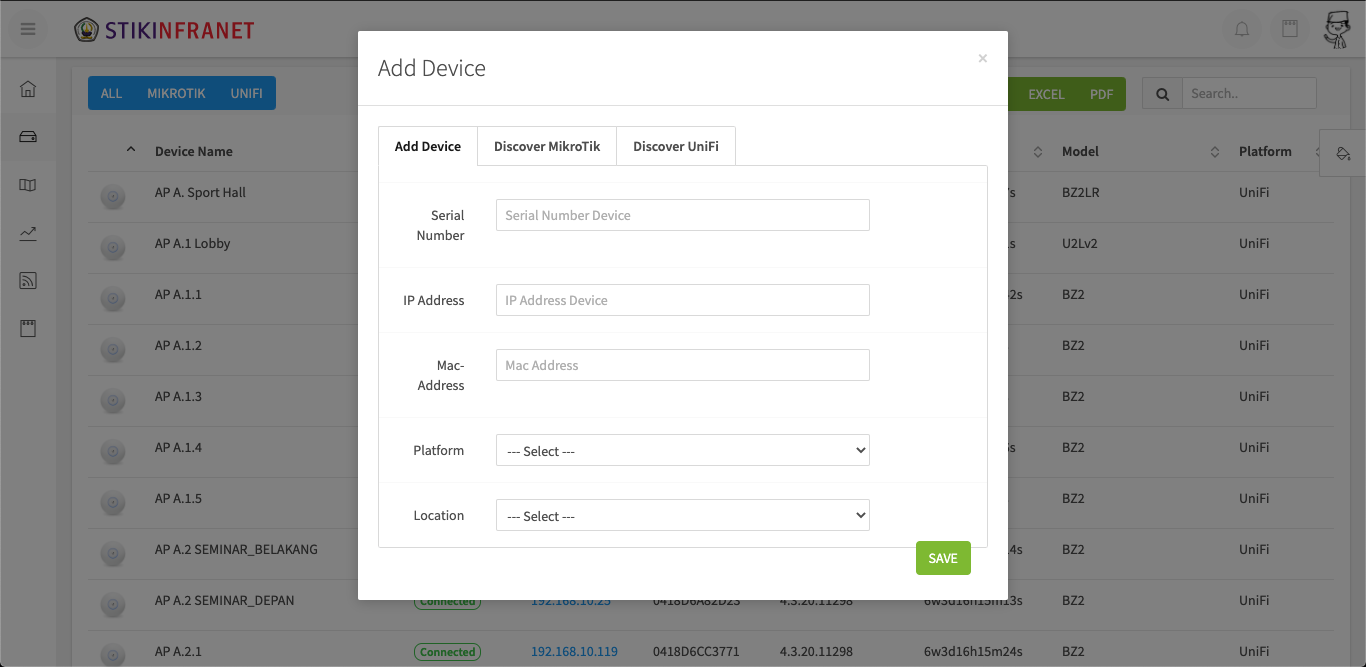 STIKINFRANET
Add Device
×
ALL MIKROTIK UNIFI
EXCEL PDF
Search..
Add Device Discover MikroTik Discover UniFi
Device Name
Model
Platform
Serial Number
Serial Number Device
IP Address
IP Address Device
Mac-Address
Mac Address
Platform
--- Select ---
Location
--- Select ---
SAVE
AP A. Sport Hall BZ2LR UniFi
AP A.1 Lobby U2Lv2 UniFi
AP A.1.1 BZ2 UniFi
AP A.1.2 BZ2 UniFi
AP A.1.3 BZ2 UniFi
AP A.1.4 BZ2 UniFi
AP A.1.5 BZ2 UniFi
AP A.2 SEMINAR_BELAKANG BZ2 UniFi
AP A.2 SEMINAR_DEPAN Connected 192.168.10.25 0418D6A82D23 4.3.20.11298 6w3d16h15m13s BZ2 UniFi
AP A.2.1 Connected 192.168.10.119 0418D6CC3771 4.3.20.11298 6w3d16h15m24s BZ2 UniFi